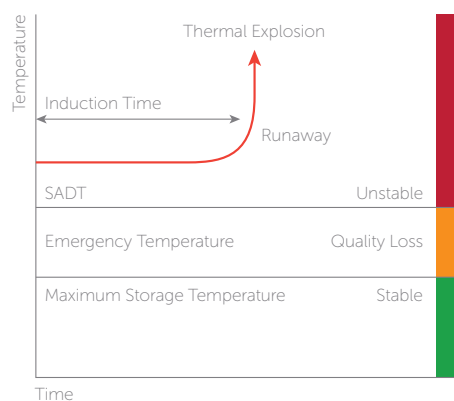 Temperature
Thermal Explosion
Induction Time
Runaway
SADT Unstable
Emergency Temperature Quality Loss
Maximum Storage Temperature Stable
Time